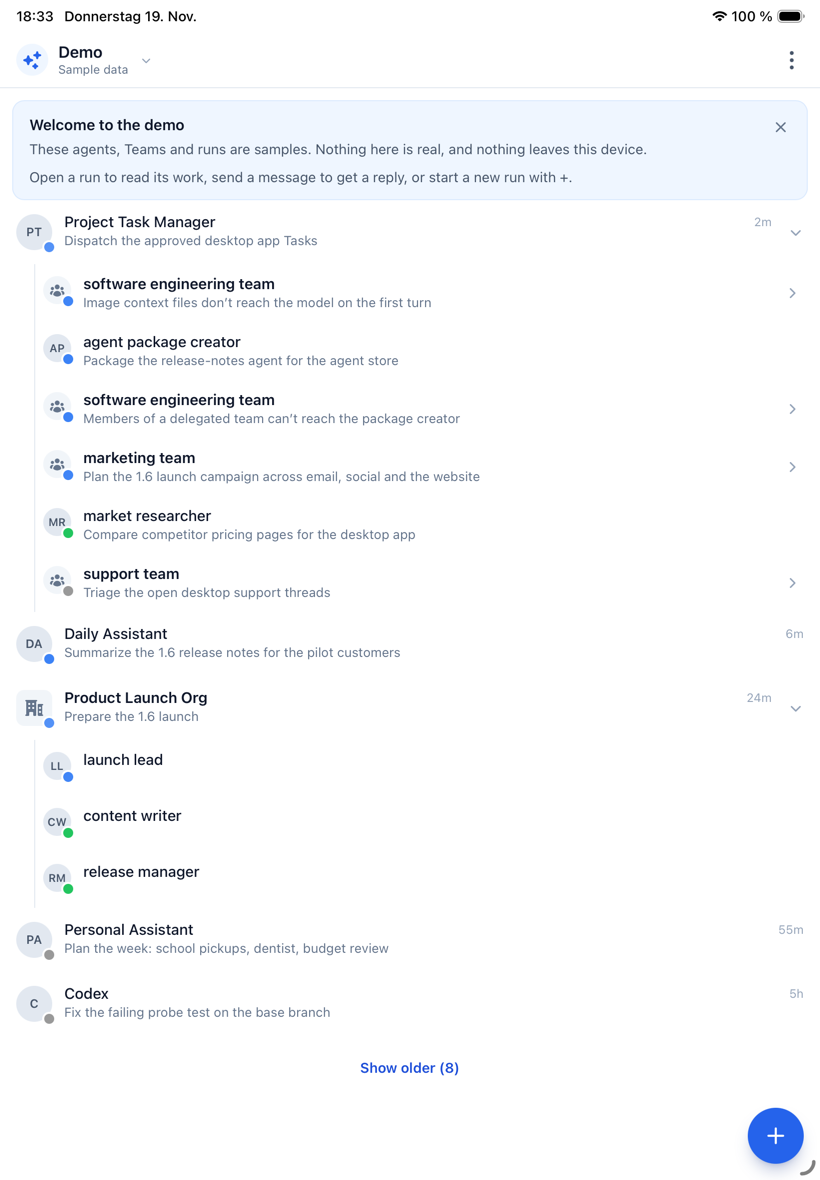 18:33 Donnerstag 19. Nov.
100 %
Demo
Sample data
Welcome to the demo
These agents, Teams and runs are samples. Nothing here is real, and nothing leaves this device.
Open a run to read its work, send a message to get a reply, or start a new run with +.
PT
Project Task Manager
2m
Dispatch the approved desktop app Tasks
software engineering team
Image context files don’t reach the model on the first turn
AP
agent package creator
Package the release-notes agent for the agent store
software engineering team
Members of a delegated team can’t reach the package creator
marketing team
Plan the 1.6 launch campaign across email, social and the website
MR
market researcher
Compare competitor pricing pages for the desktop app
support team
Triage the open desktop support threads
DA
Daily Assistant
6m
Summarize the 1.6 release notes for the pilot customers
Product Launch Org
24m
Prepare the 1.6 launch
LL
launch lead
CW
content writer
RM
release manager
PA
Personal Assistant
55m
Plan the week: school pickups, dentist, budget review
C
Codex
5h
Fix the failing probe test on the base branch
Show older (8)
+